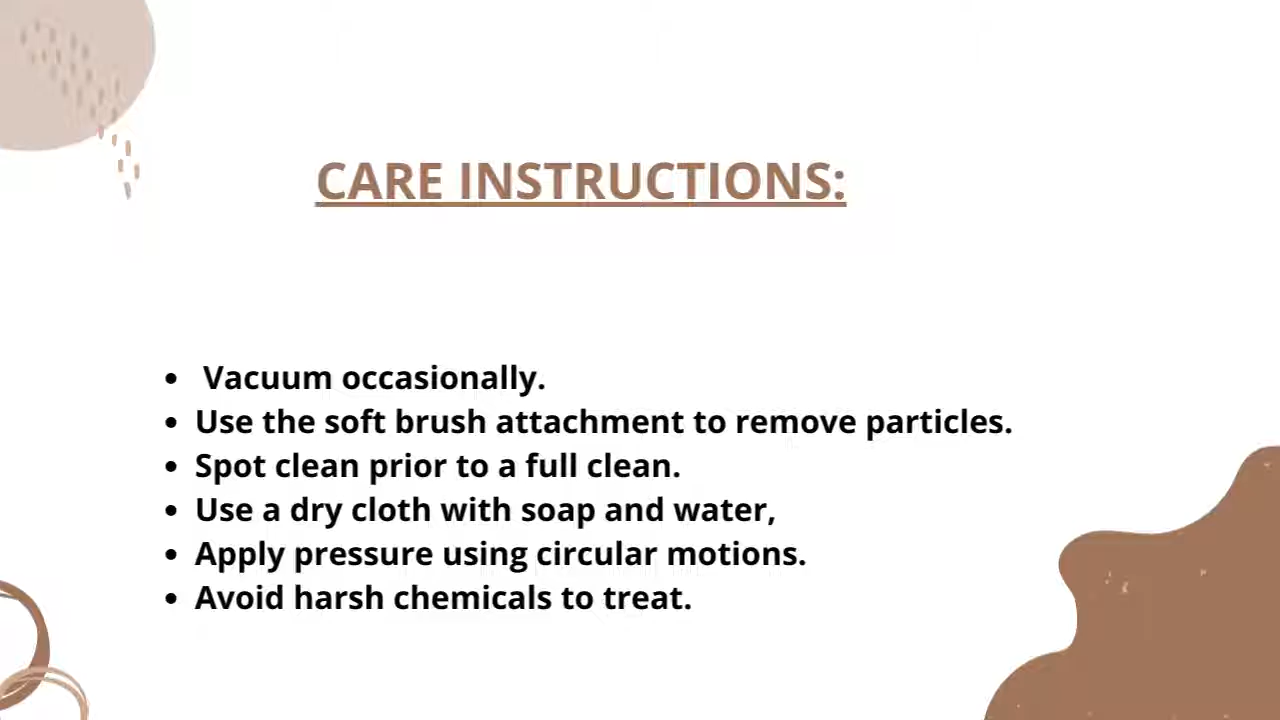 CARE INSTRUCTIONS:
• Vacuum occasionally.
• Use the soft brush attachment to remove particles.
• Spot clean prior to a full clean.
• Use a dry cloth with soap and water,
• Apply pressure using circular motions.
• Avoid harsh chemicals to treat.